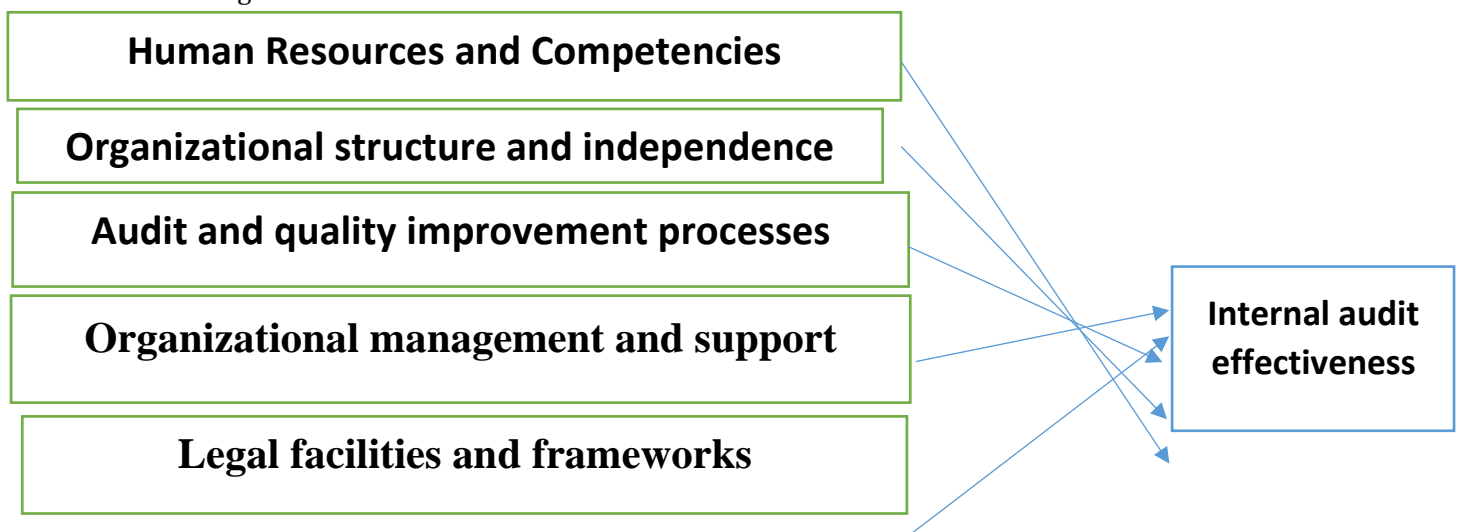 Human Resources and Competencies
Organizational structure and independence
Audit and quality improvement processes
Organizational management and support
Legal facilities and frameworks
Internal audit
effectiveness